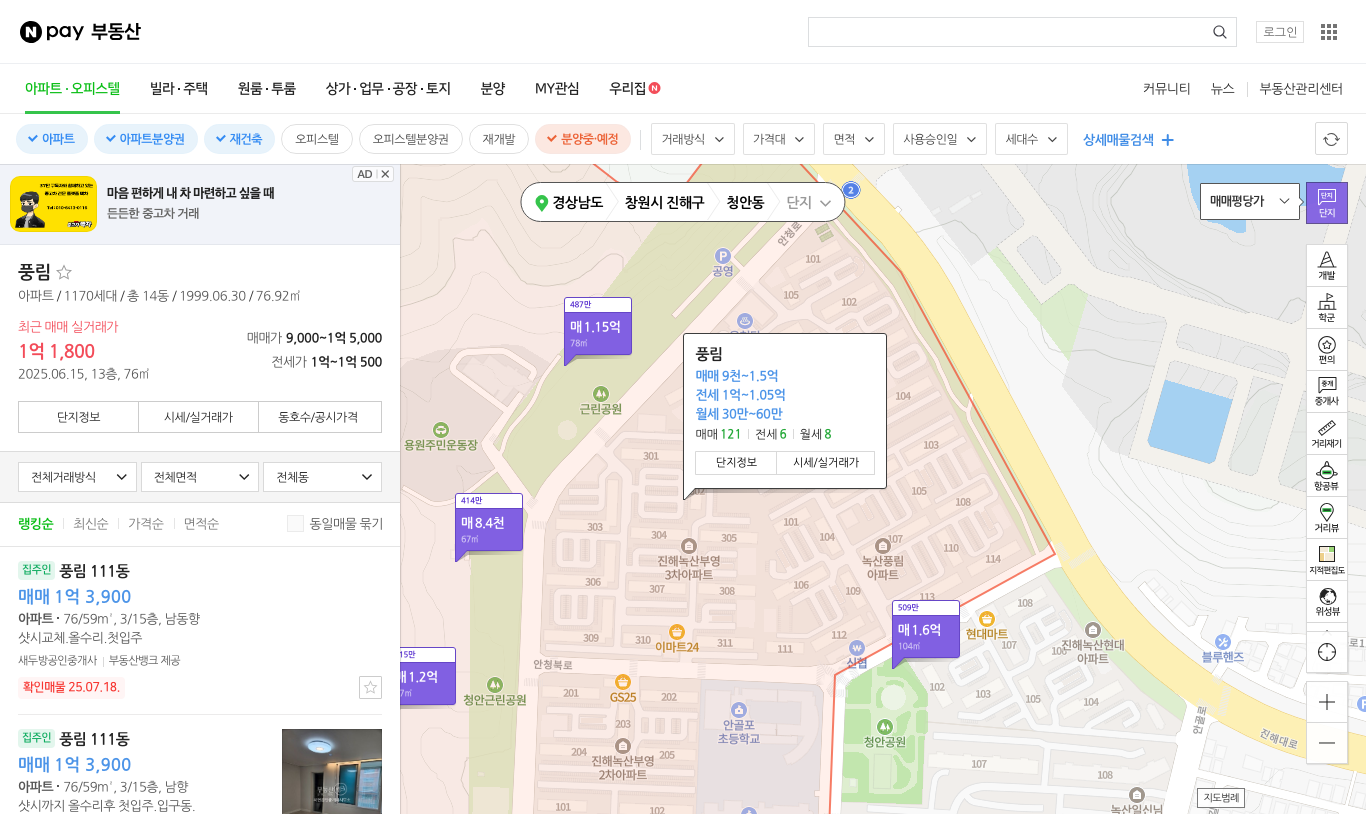 N pay 부동산
로그인
아파트·오피스텔 빌라·주택 원룸·투룸 상가·업무·공장·토지 분양 MY관심 우리집 N 커뮤니티 뉴스 부동산관리센터
아파트 아파트분양권 재건축 오피스텔 오피스텔분양권 재개발 분양중·예정 거래방식 가격대 면적 사용승인일 세대수 상세매물검색
AD
마음 편하게 내 차 마련하고 싶을 때
든든한 중고차 거래
풍림
아파트 / 1170세대 / 총 14동 / 1999.06.30 / 76.92㎡
최근 매매 실거래가
1억 1,800
2025.06.15, 13층, 76㎡
매매가 9,000~1억 5,000
전세가 1억~1억 500
단지정보 시세/실거래가 동호수/공시가격
전체거래방식 전체면적 전체동
랭킹순 최신순 가격순 면적순 동일매물 묶기
집주인 풍림 111동
매매 1억 3,900
아파트 · 76/59㎡, 3/15층, 남동향
샷시교체.올수리.첫입주
새두방공인중개사 부동산뱅크 제공
확인매물 25.07.18.
집주인 풍림 111동
매매 1억 3,900
아파트 · 76/59㎡, 3/15층, 남향
샷시까지 올수리후 첫입주.입구동.
경상남도 창원시 진해구 청안동 단지
2
매매평당가
단지
단지
개발
학군
편의
중개
중개사
거리재기
항공뷰
거리뷰
지적편집도
위성뷰
안청로
P
공영
101
105
102
487만
매 1.15억
78㎡
풍림
매매 9천~1.5억
전세 1억~1.05억
월세 30만~60만
매매 121 전세 6 월세 8
단지정보 시세/실거래가
104
근린공원
용원주민운동장
103
301
302
414만
매 8.4천
67㎡
105
108
303
304
305
101
104
107
110
114
진해녹산부영
3차아파트
녹산풍림
아파트
306
307
308
106
109
113
309
310
311
112
509만
매 1.6억
104㎡
현대마트
108
107
106
진해녹산현대
아파트
이마트24
신협
블루핸즈
안청북로
15만
매 1.2억
7㎡
청안근린공원
201
202
GS25
안골포
초등학교
102
103
105
104
청안공원
204
205
진해녹산부영
2차아파트
101
102
107
108
안골로
진해대로
녹산일신님
지도범례